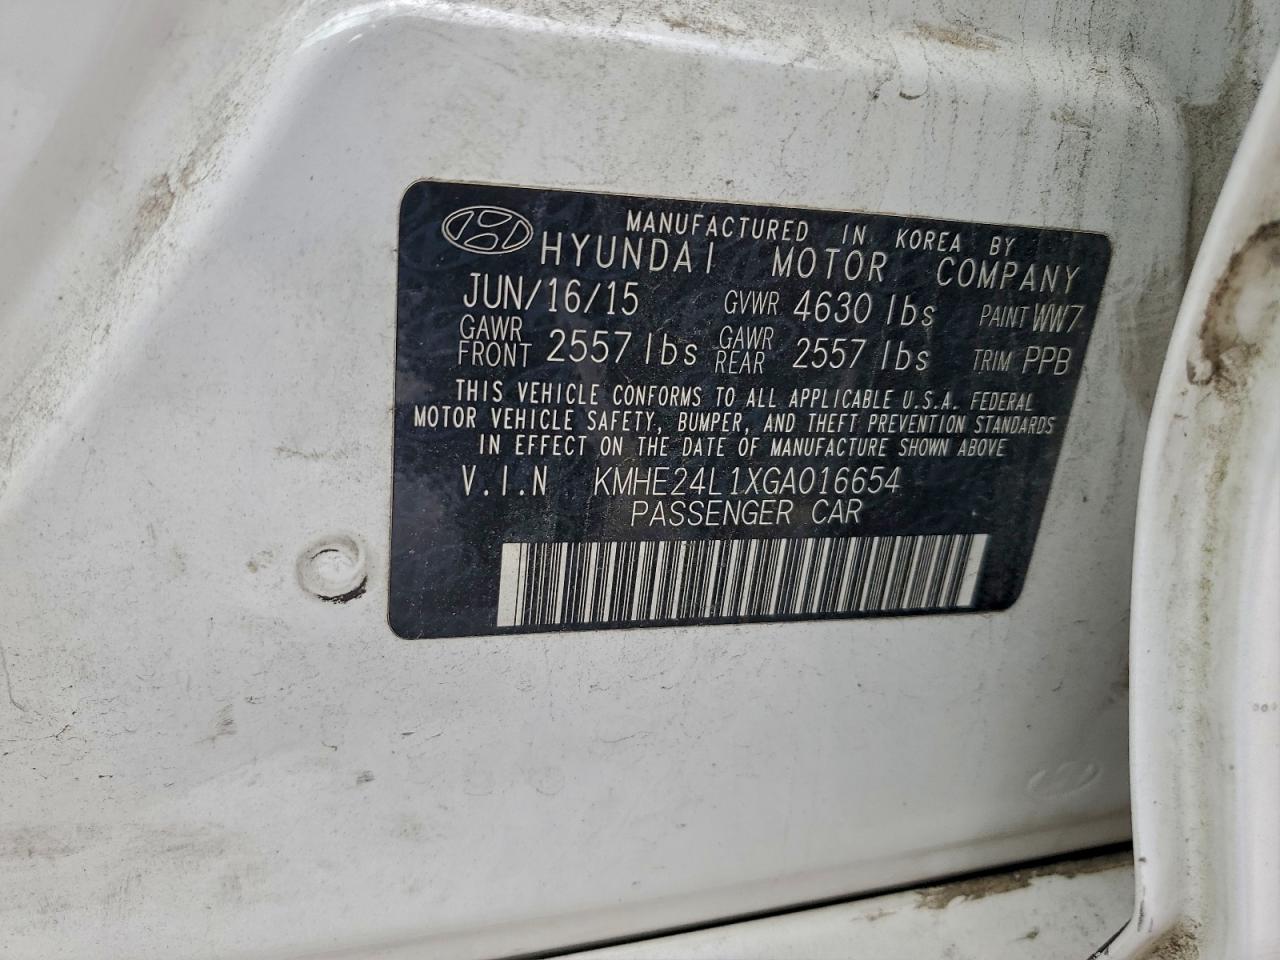 MANUFACTURED IN KOREA BY
HYUNDAI MOTOR COMPANY
JUN/16/15 GVWR 4630 lbs PAINT WW7
GAWR FRONT 2557 lbs GAWR REAR 2557 lbs TRIM PPB
THIS VEHICLE CONFORMS TO ALL APPLICABLE U.S.A. FEDERAL
MOTOR VEHICLE SAFETY, BUMPER, AND THEFT PREVENTION STANDARDS
IN EFFECT ON THE DATE OF MANUFACTURE SHOWN ABOVE
V.I.N KMHE24L1XGA016654
PASSENGER CAR